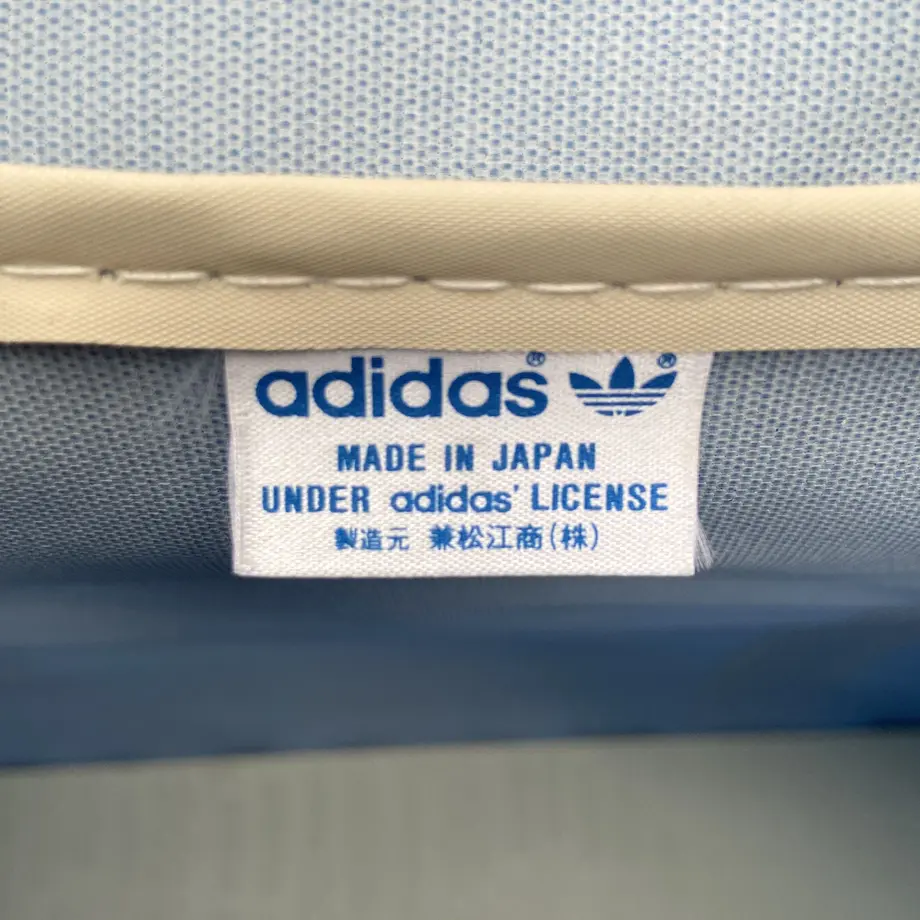 adidas® ®
MADE IN JAPAN
UNDER adidas' LICENSE
製造元 兼松江商(株)